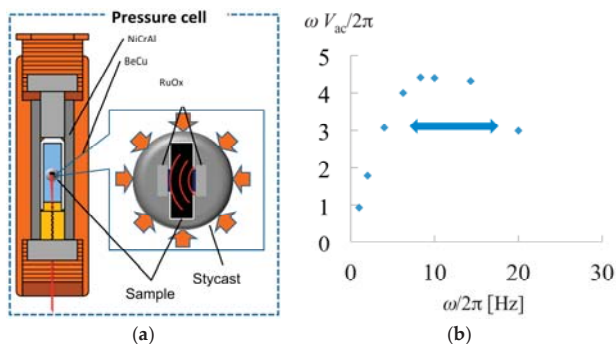 Pressure cell
NiCrAl
BeCu
RuOx
Sample
Stycast
(a)
ω V_ac/2π
5
4
3
2
1
0
0
10
20
30
ω/2π [Hz]
(b)